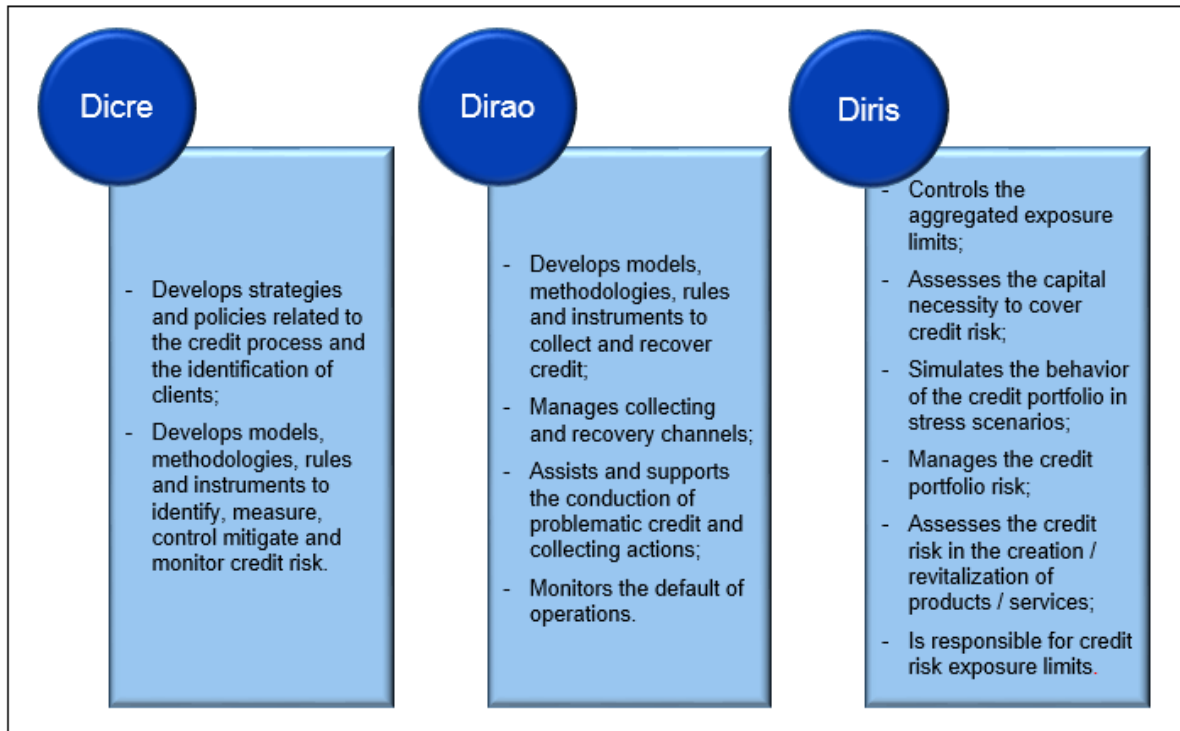 Dicre
- Develops strategies
and policies related to
the credit process and
the identification of
clients;
- Develops models,
methodologies, rules
and instruments to
identify, measure,
control mitigate and
monitor credit risk.
Dirao
- Develops models,
methodologies, rules
and instruments to
collect and recover
credit;
- Manages collecting
and recovery channels;
- Assists and supports
the conduction of
problematic credit and
collecting actions;
- Monitors the default of
operations.
Diris
- Controls the
aggregated exposure
limits;
- Assesses the capital
necessity to cover
credit risk;
- Simulates the behavior
of the credit portfolio in
stress scenarios;
- Manages the credit
portfolio risk;
- Assesses the credit
risk in the creation /
revitalization of
products / services;
- Is responsible for credit
risk exposure limits.